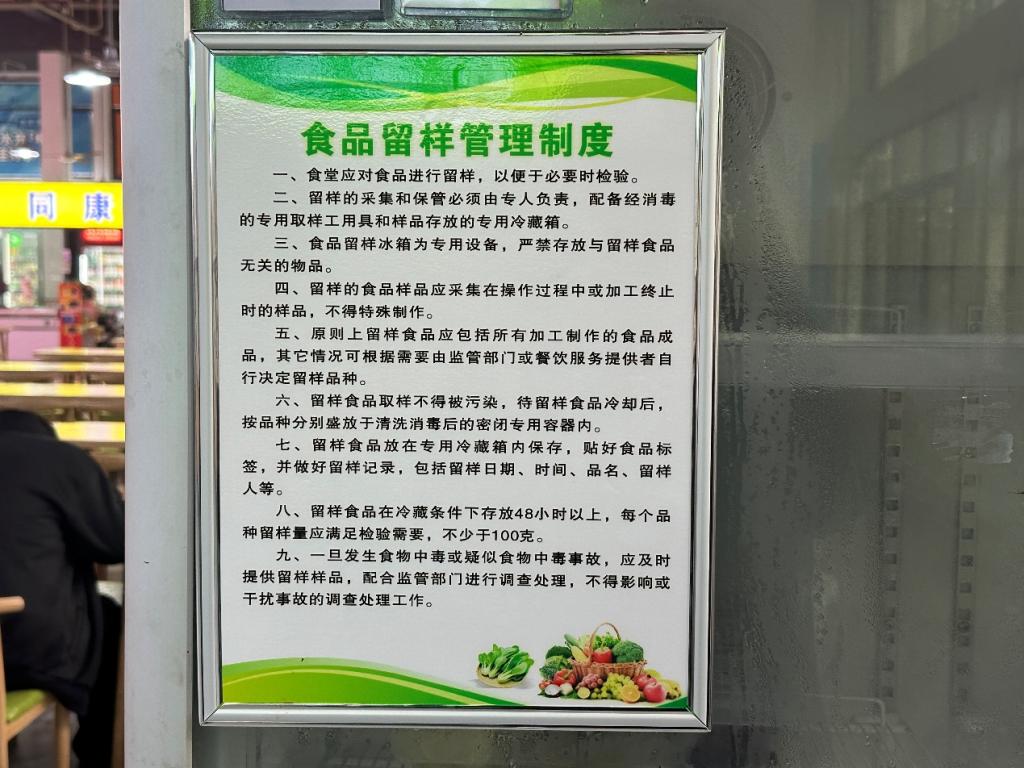 食品留样管理制度
一、食堂应对食品进行留样，以便于必要时检验。
二、留样的采集和保管必须由专人负责，配备经消毒
的专用取样工用具和样品存放的专用冷藏箱。
三、食品留样冰箱为专用设备，严禁存放与留样食品
无关的物品。
四、留样的食品样品应采集在操作过程中或加工终止
时的样品，不得特殊制作。
五、原则上留样食品应包括所有加工制作的食品成
品，其它情况可根据需要由监管部门或餐饮服务提供者自
行决定留样品种。
六、留样食品取样不得被污染，待留样食品冷却后，
按品种分别盛放于清洗消毒后的密闭专用容器内。
七、留样食品放在专用冷藏箱内保存，贴好食品标
签，并做好留样记录，包括留样日期、时间、品名、留样
人等。
八、留样食品在冷藏条件下存放48小时以上，每个品
种留样量应满足检验需要，不少于100克。
九、一旦发生食物中毒或疑似食物中毒事故，应及时
提供留样样品，配合监管部门进行调查处理，不得影响或
干扰事故的调查处理工作。
同康